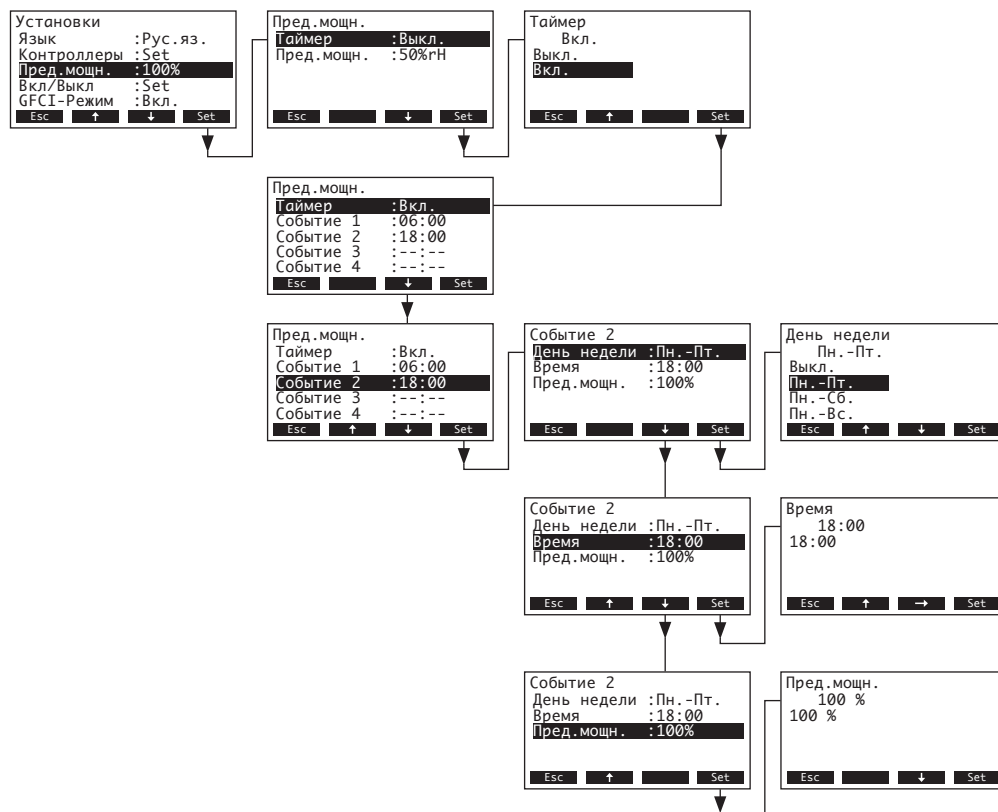 Установки
Язык :Рус.яз.
Контроллеры :Set
Пред.мощн. :100%
Вкл/Выкл :Set
GFCI-Режим :Вкл.
Esc ↑ ↓ Set
Пред.мощн.
Таймер :Выкл.
Пред.мощн. :50%rH
Esc ↓ Set
Таймер
Вкл.
Выкл.
Вкл.
Esc ↑ Set
Пред.мощн.
Таймер :Вкл.
Событие 1 :06:00
Событие 2 :18:00
Событие 3 :--:--
Событие 4 :--:--
Esc ↓ Set
Пред.мощн.
Таймер :Вкл.
Событие 1 :06:00
Событие 2 :18:00
Событие 3 :--:--
Событие 4 :--:--
Esc ↑ ↓ Set
Событие 2
День недели :Пн.-Пт.
Время :18:00
Пред.мощн. :100%
Esc ↓ Set
День недели
Пн.-Пт.
Выкл.
Пн.-Пт.
Пн.-Сб.
Пн.-Вс.
Esc ↑ ↓ Set
Событие 2
День недели :Пн.-Пт.
Время :18:00
Пред.мощн. :100%
Esc ↑ ↓ Set
Время
18:00
18:00
Esc ↑ → Set
Событие 2
День недели :Пн.-Пт.
Время :18:00
Пред.мощн. :100%
Esc ↑ Set
Пред.мощн.
100 %
100 %
Esc ↓ Set